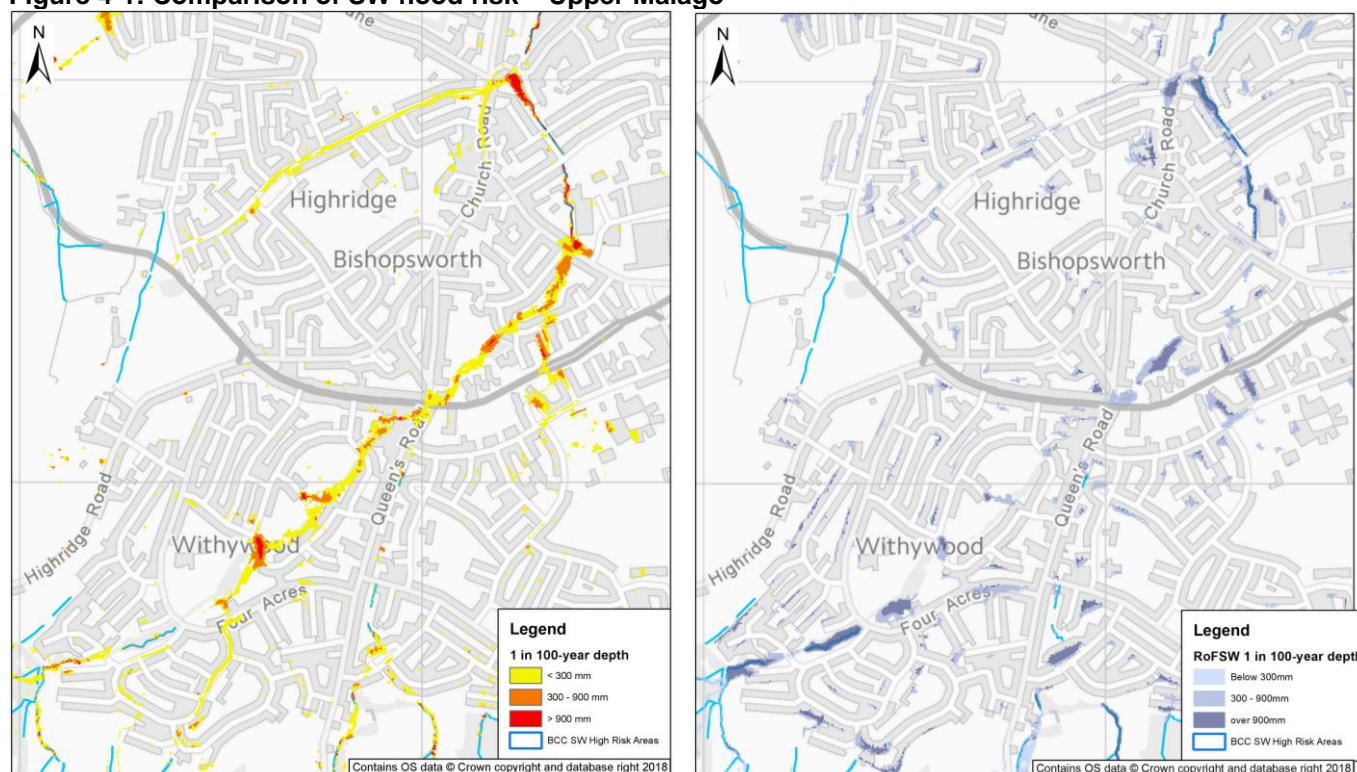 Figure 4-1: Comparison of SW flood risk – Upper Malago
N
Church Road
Highridge
Bishopsworth
Queen's Road
Highridge Road
Withywood
Four Acres
Legend
1 in 100-year depth
< 300 mm
300 - 900 mm
> 900 mm
BCC SW High Risk Areas
Contains OS data © Crown copyright and database right 2018
N
Church Road
Highridge
Bishopsworth
Queen's Road
Highridge Road
Withywood
Four Acres
Legend
RoFSW 1 in 100-year depth
Below 300mm
300 - 900mm
over 900mm
BCC SW High Risk Areas
Contains OS data © Crown copyright and database right 2018